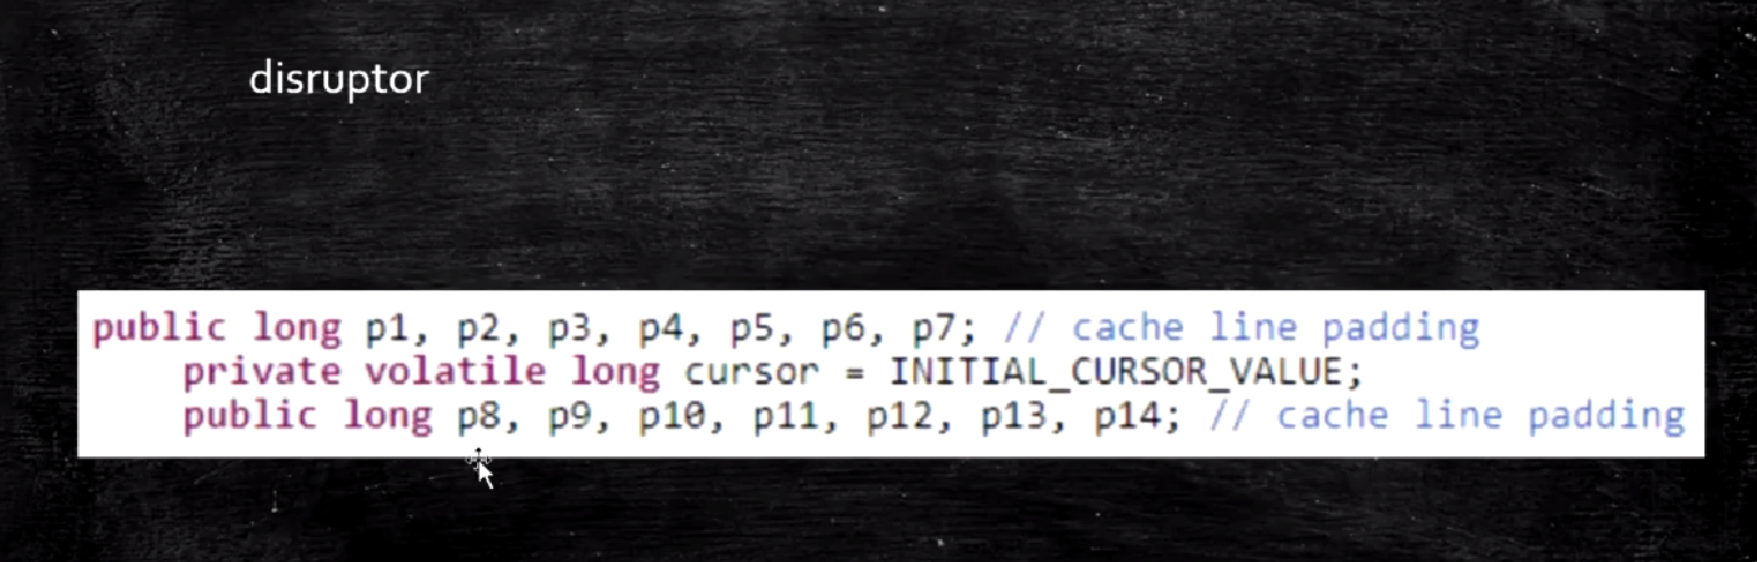 disruptor
public long p1, p2, p3, p4, p5, p6, p7; // cache line padding
private volatile long cursor = INITIAL_CURSOR_VALUE;
public long p8, p9, p10, p11, p12, p13, p14; // cache line padding